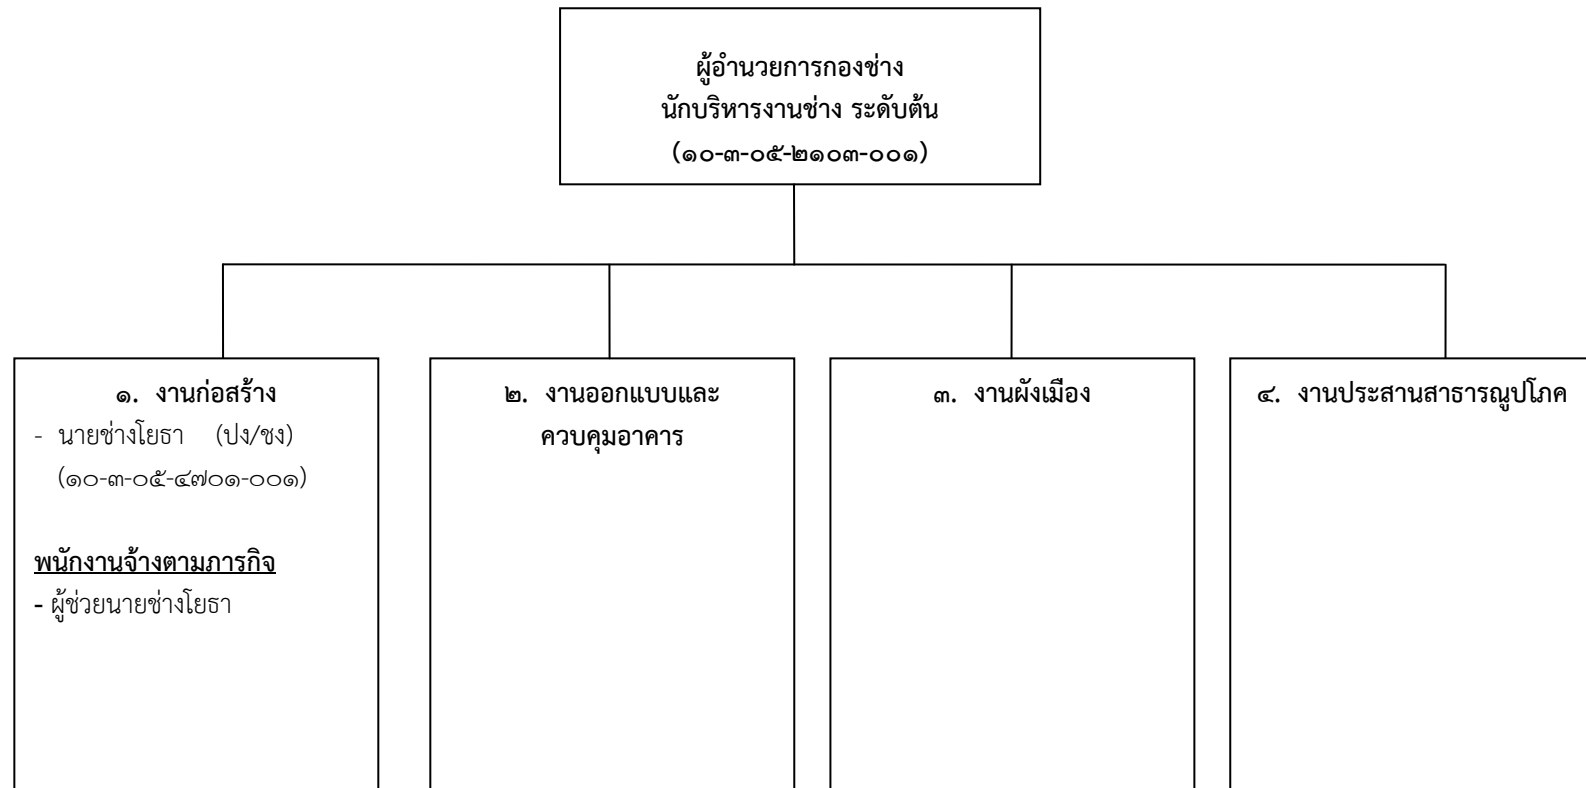 ผู้อำนวยการกองช่าง
นักบริหารงานช่าง ระดับต้น
(๑๐-๓-๐๕-๒๑๐๓-๐๐๑)
๑. งานก่อสร้าง
- นายช่างโยธา (ปง/ชง)
(๑๐-๓-๐๕-๔๗๐๑-๐๐๑)
พนักงานจ้างตามภารกิจ
- ผู้ช่วยนายช่างโยธา
๒. งานออกแบบและ
ควบคุมอาคาร
๓. งานผังเมือง
๔. งานประสานสาธารณูปโภค